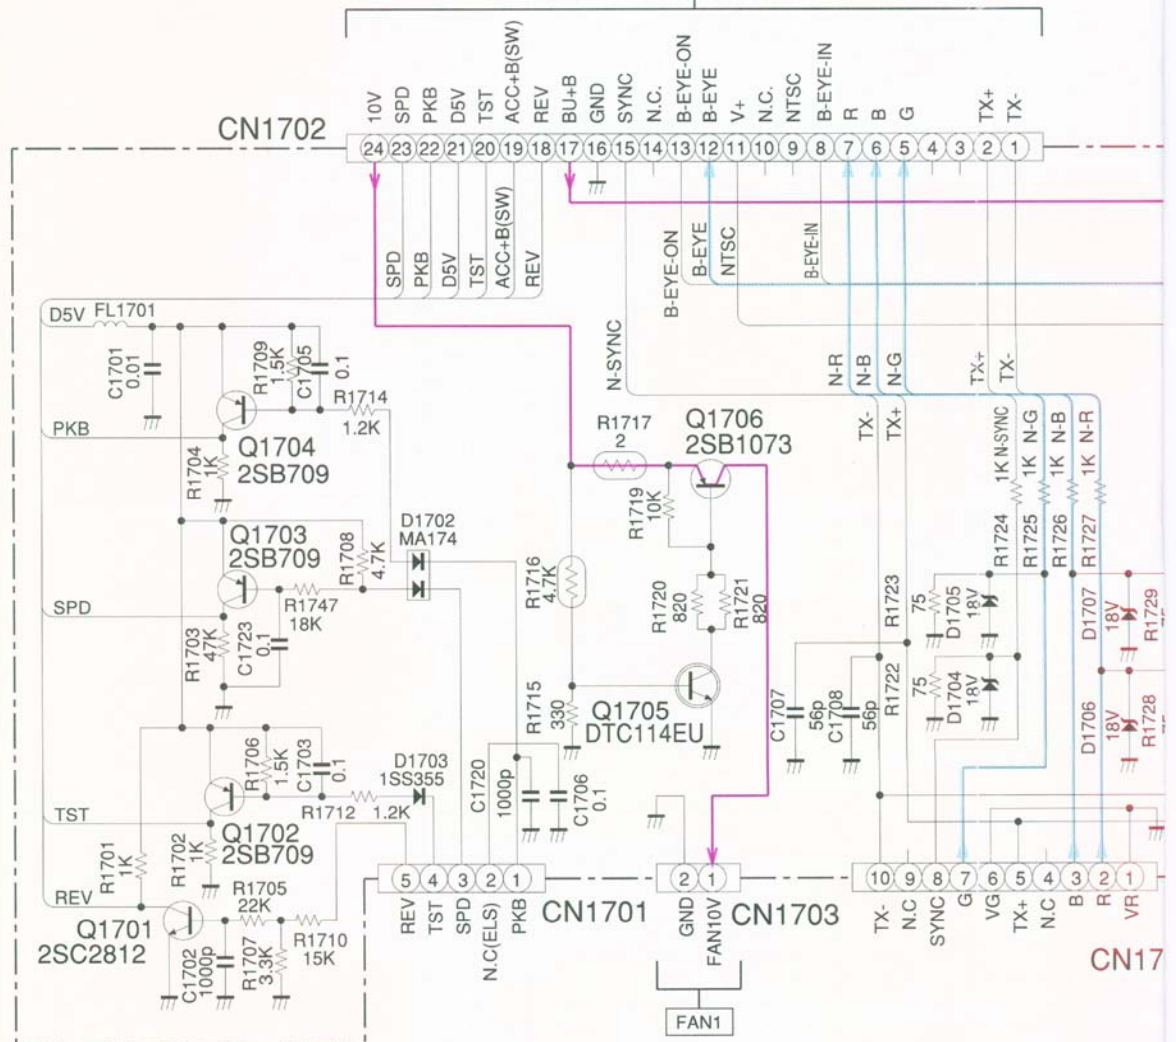 CN1702
10V
SPD
PKB
D5V
TST
ACC+B(SW)
REV
BU+B
GND
SYNC
N.C.
B-EYE-ON
B-EYE
V+
N.C.
NTSC
B-EYE-IN
R
B
G
TX+
TX-
24 23 22 21 20 19 18 17 16 15 14 13 12 11 10 9 8 7 6 5 4 3 2 1
SPD
PKB
D5V
TST
ACC+B(SW)
REV
B-EYE-ON
B-EYE
NTSC
B-EYE-IN
D5V
FL1701
C1701
0.01
R1709
1.5K
C1705
0.1
R1714
1.2K
N-SYNC
N-R
N-B
N-G
TX+
TX-
TX-
TX+
PKB
Q1704
2SB709
R1704
1K
R1717
2
Q1706
2SB1073
R1719
10K
1K N-SYNC
1K N-G
1K N-B
1K N-R
R1724
R1725
R1726
R1727
Q1703
2SB709
R1708
4.7K
D1702
MA174
R1716
4.7K
R1720
820
R1721
820
R1723
75
D1705
18V
D1707
18V
R1729
SPD
R1747
18K
R1703
47K
C1723
0.1
R1715
330
Q1705
DTC114EU
C1707
56p
C1708
56p
R1722
75
D1704
18V
D1706
18V
R1728
R1706
1.5K
C1703
0.1
D1703
1SS355
R1712
1.2K
C1720
1000p
C1706
0.1
TST
Q1702
2SB709
R1701
1K
R1702
1K
REV
Q1701
2SC2812
R1705
22K
R1710
15K
C1702
1000p
R1707
3.3K
5 4 3 2 1
CN1701
REV
TST
SPD
N.C(ELS)
PKB
2 1
CN1703
GND
FAN10V
FAN1
10 9 8 7 6 5 4 3 2 1
TX-
N.C
SYNC
G
VG
TX+
N.C
B
R
VR
CN17